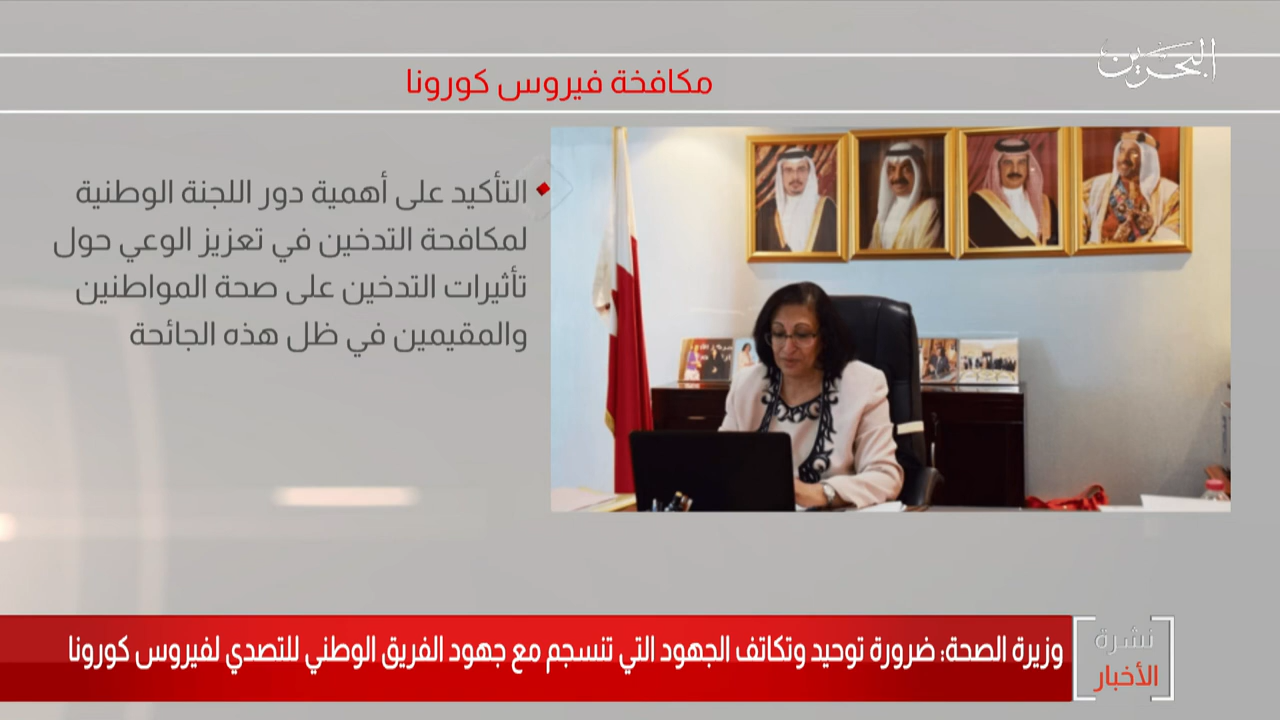 البحرين
مكافخة فيروس كورونا
التأكيد على أهمية دور اللجنة الوطنية
لمكافحة التدخين في تعزيز الوعي حول
تأثيرات التدخين على صحة المواطنين
والمقيمين في ظل هذه الجائحة
نشرة
الأخبار
وزيرة الصحة: ضرورة توحيد وتكاتف الجهود التي تنسجم مع جهود الفريق الوطني للتصدي لفيروس كورونا